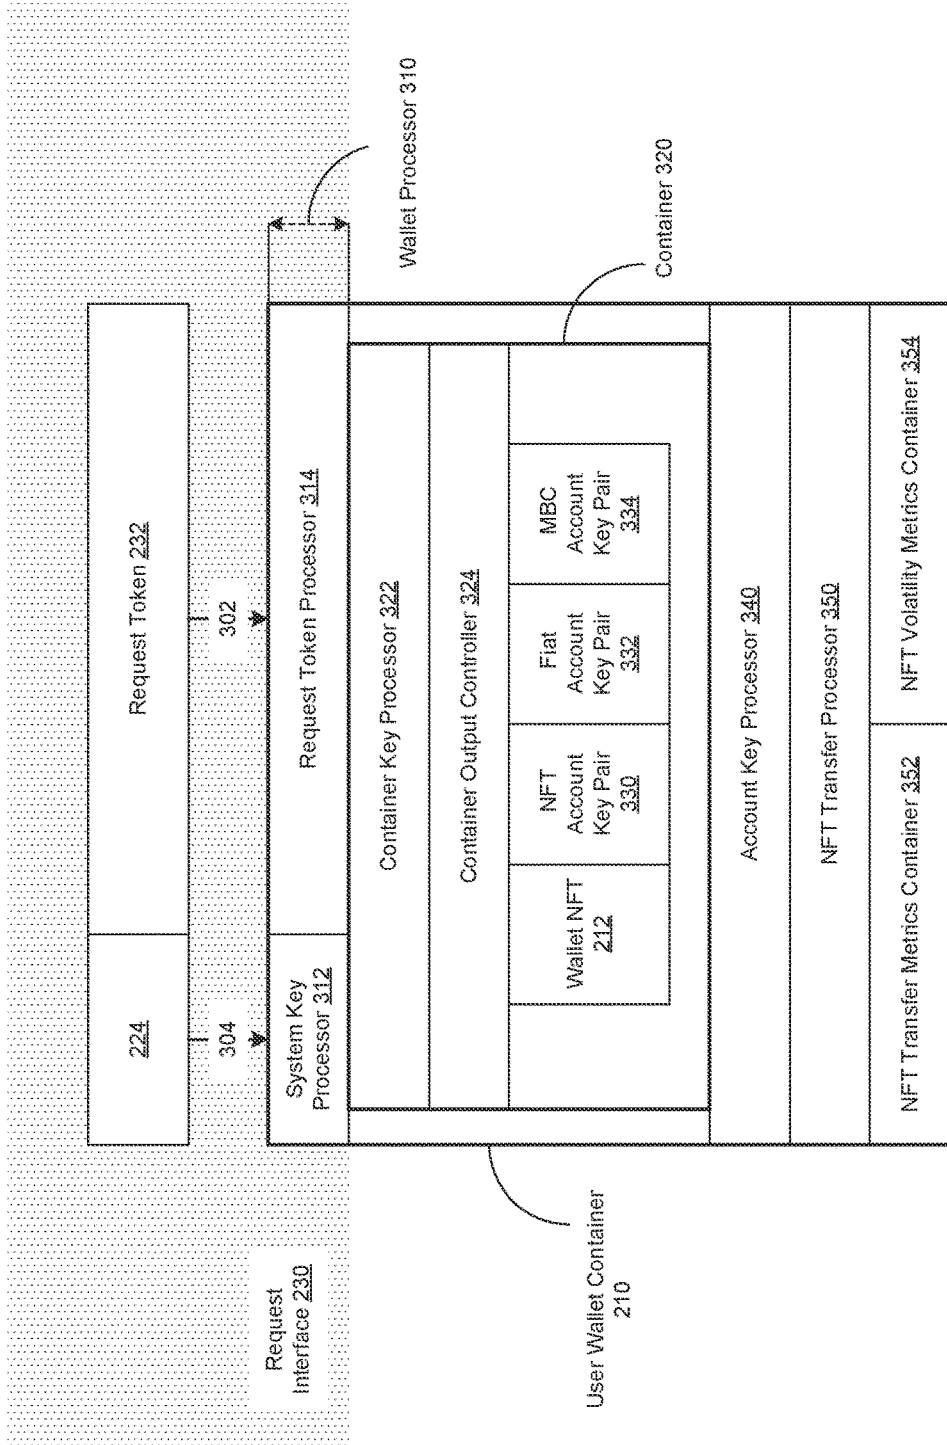 224
Request Token 232
304
302
Request
Interface 230
System Key
Processor 312
Request Token Processor 314
Wallet Processor 310
Container Key Processor 322
Container Output Controller 324
Wallet NFT
212
NFT
Account
Key Pair
330
Fiat
Account
Key Pair
332
MBC
Account
Key Pair
334
Container 320
User Wallet Container
210
Account Key Processor 340
NFT Transfer Processor 350
NFT Transfer Metrics Container 352
NFT Volatility Metrics Container 354